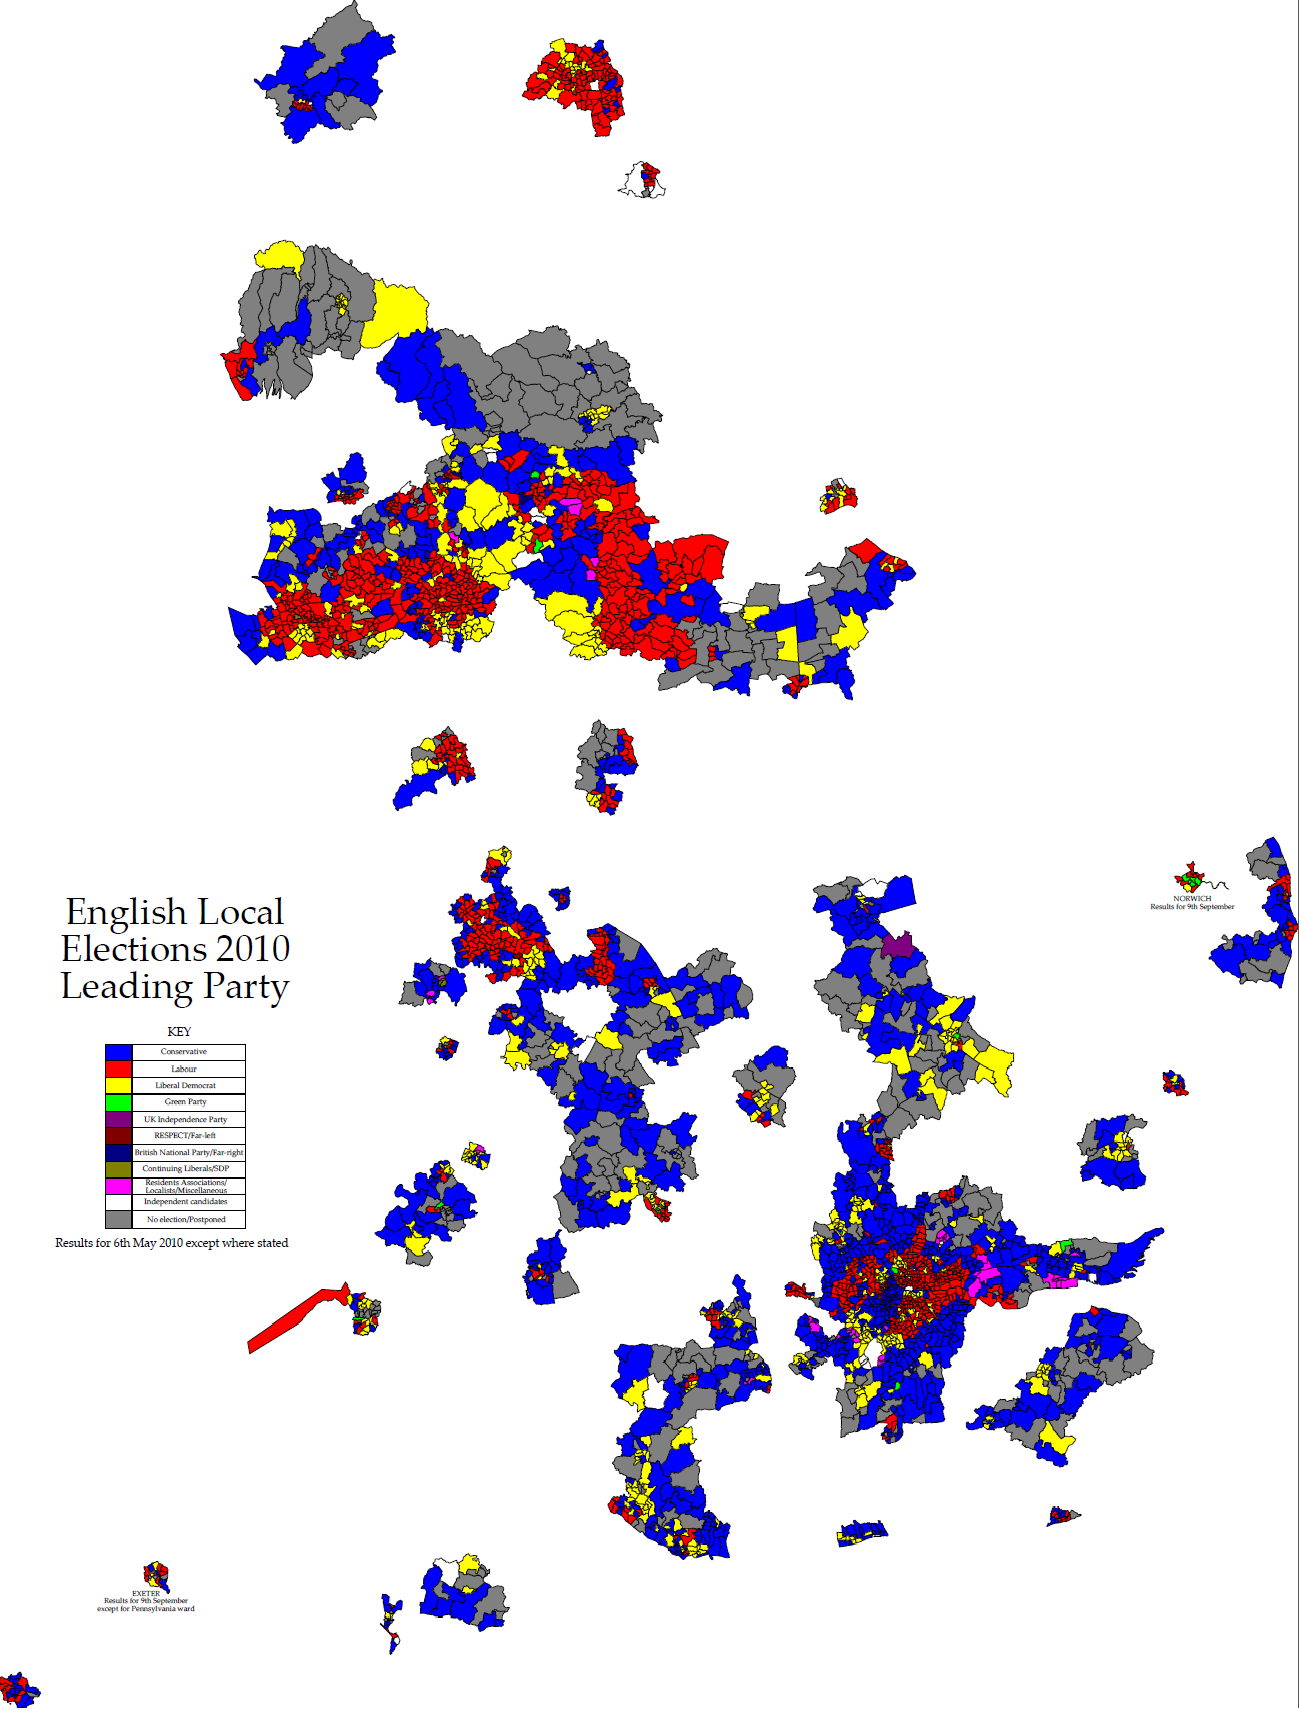 English Local
Elections 2010
Leading Party
KEY
Conservative
Labour
Liberal Democrat
Green Party
UK Independence Party
RESPECT/Far-left
British National Party/Far-right
Continuing Liberals/SDP
Residents Associations/
Localists/Miscellaneous
Independent candidates
No election/Postponed
Results for 6th May 2010 except where stated
NORWICH
Results for 9th September
EXETER
Results for 9th September
except for Pennsylvania ward